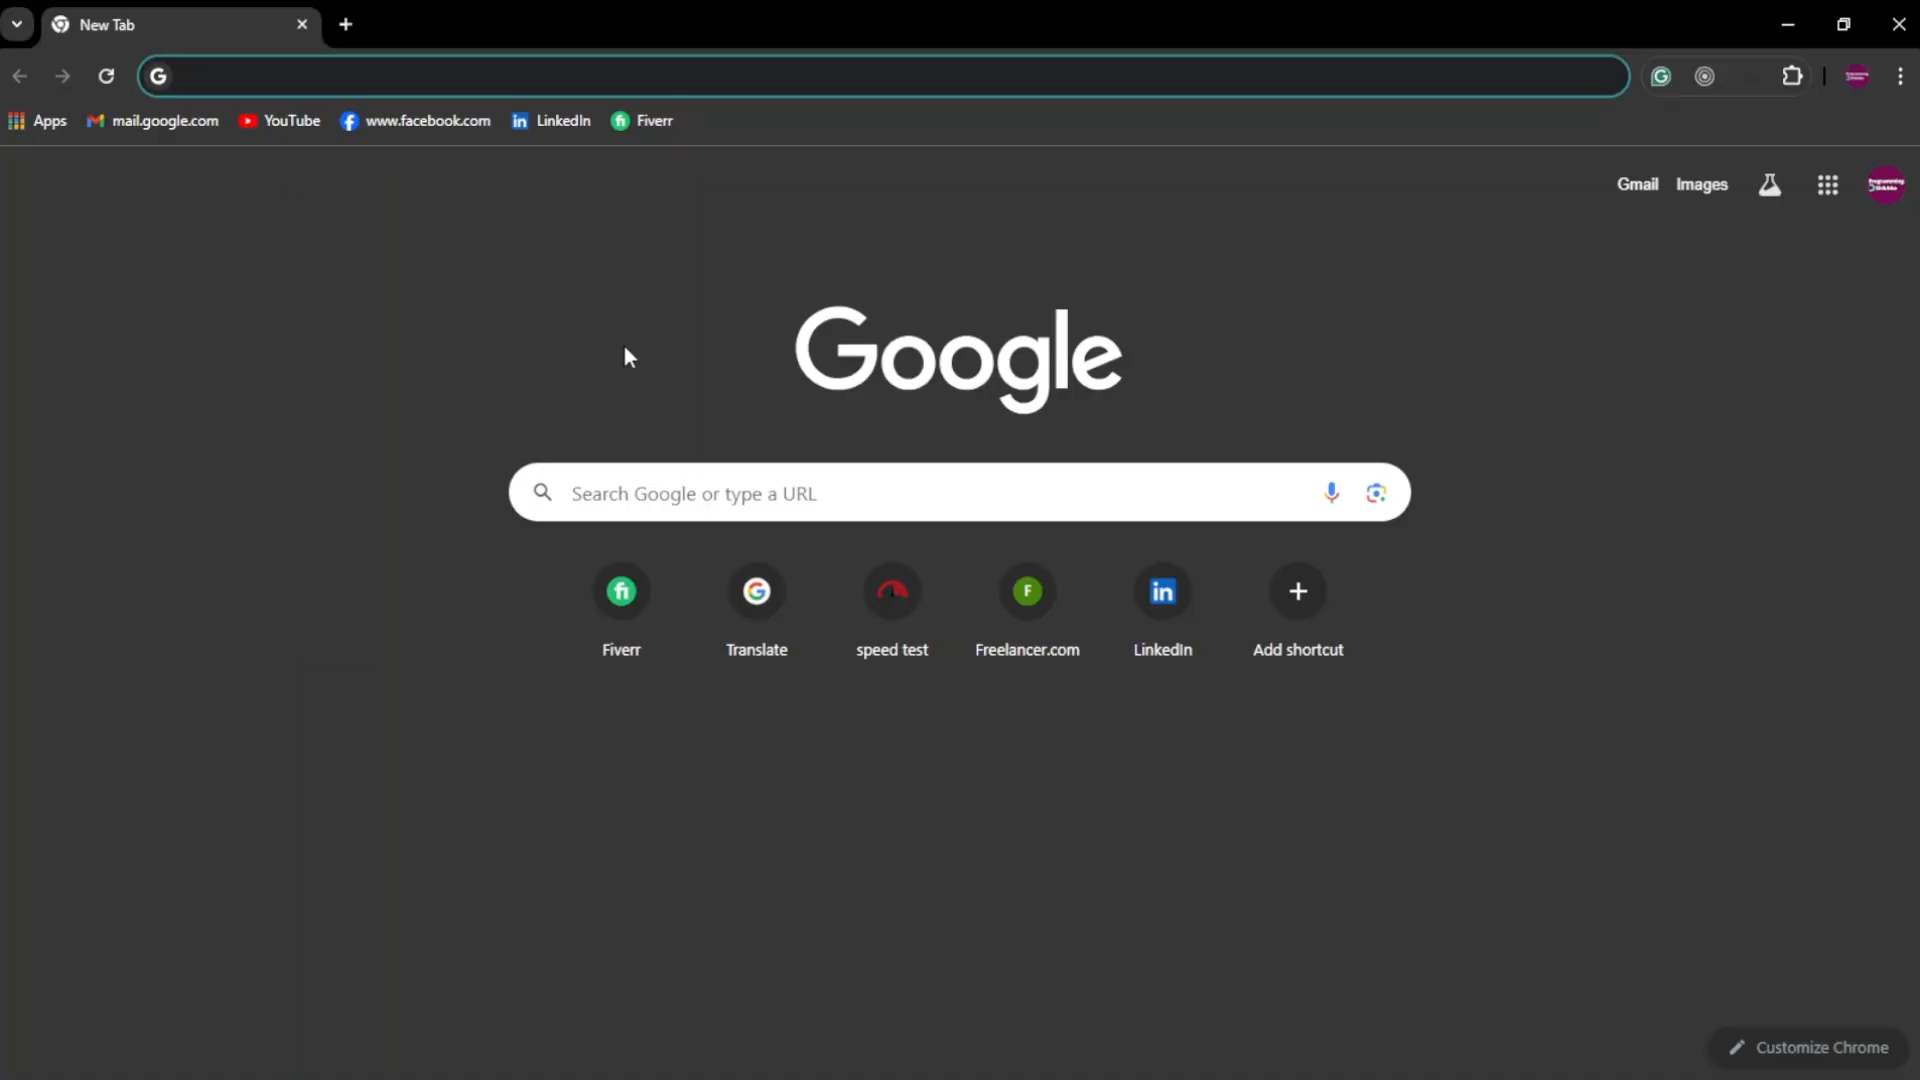 New Tab
Apps mail.google.com YouTube www.facebook.com LinkedIn Fiverr
Gmail Images
Google
Search Google or type a URL
Fiverr Translate speed test Freelancer.com LinkedIn Add shortcut
Customize Chrome